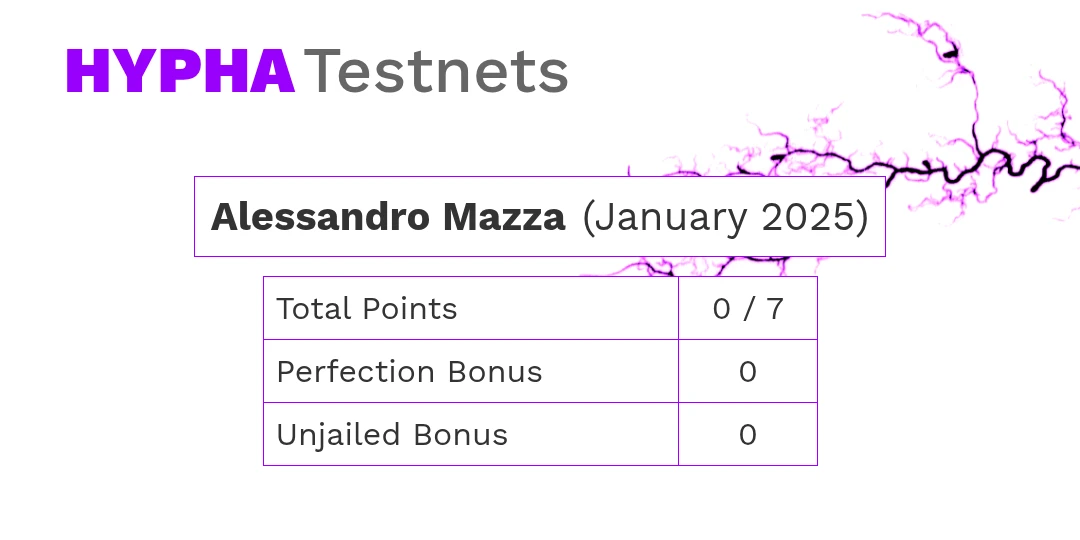 HYPHA Testnets
Alessandro Mazza (January 2025)
Total Points 0 / 7
Perfection Bonus 0
Unjailed Bonus 0